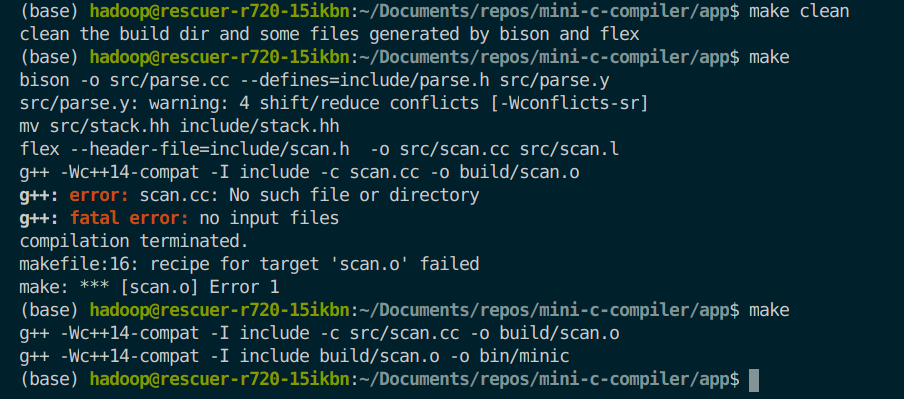 (base) hadoop@rescuer-r720-15ikbn:~/Documents/repos/mini-c-compiler/app$ make clean
clean the build dir and some files generated by bison and flex
(base) hadoop@rescuer-r720-15ikbn:~/Documents/repos/mini-c-compiler/app$ make
bison -o src/parse.cc --defines=include/parse.h src/parse.y
src/parse.y: warning: 4 shift/reduce conflicts [-Wconflicts-sr]
mv src/stack.hh include/stack.hh
flex --header-file=include/scan.h  -o src/scan.cc src/scan.l
g++ -Wc++14-compat -I include -c scan.cc -o build/scan.o
g++: error: scan.cc: No such file or directory
g++: fatal error: no input files
compilation terminated.
makefile:16: recipe for target 'scan.o' failed
make: *** [scan.o] Error 1
(base) hadoop@rescuer-r720-15ikbn:~/Documents/repos/mini-c-compiler/app$ make
g++ -Wc++14-compat -I include -c src/scan.cc -o build/scan.o
g++ -Wc++14-compat -I include build/scan.o -o bin/minic
(base) hadoop@rescuer-r720-15ikbn:~/Documents/repos/mini-c-compiler/app$